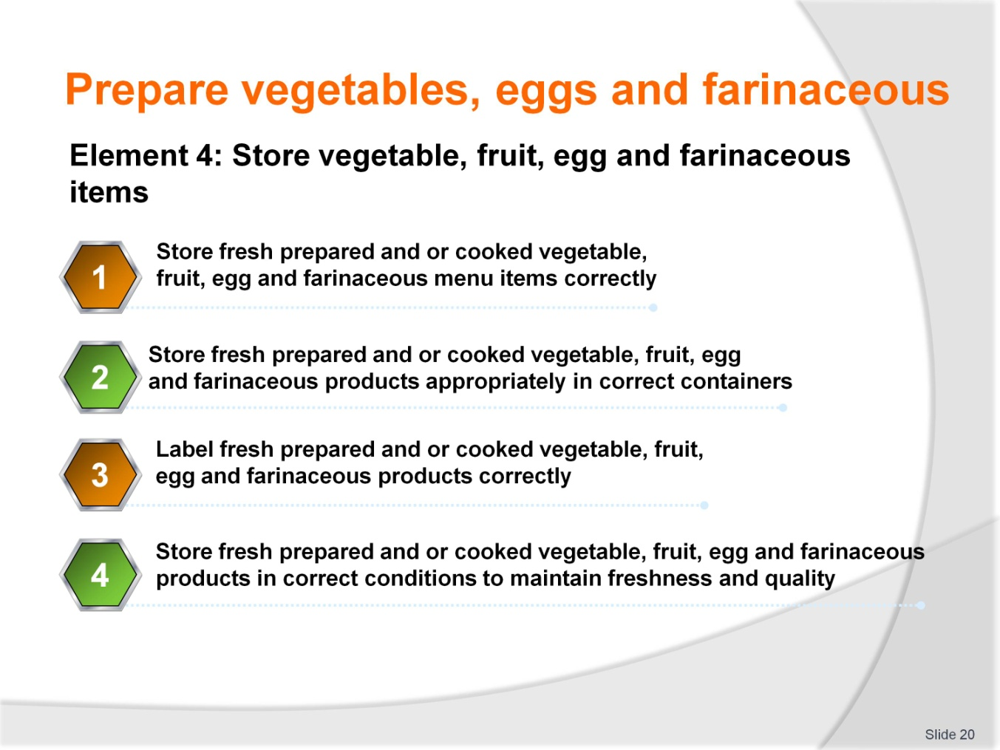 Prepare vegetables, eggs and farinaceous
Element 4: Store vegetable, fruit, egg and farinaceous
items
1
Store fresh prepared and or cooked vegetable,
fruit, egg and farinaceous menu items correctly
2
Store fresh prepared and or cooked vegetable, fruit, egg
and farinaceous products appropriately in correct containers
3
Label fresh prepared and or cooked vegetable, fruit,
egg and farinaceous products correctly
4
Store fresh prepared and or cooked vegetable, fruit, egg and farinaceous
products in correct conditions to maintain freshness and quality
Slide 20